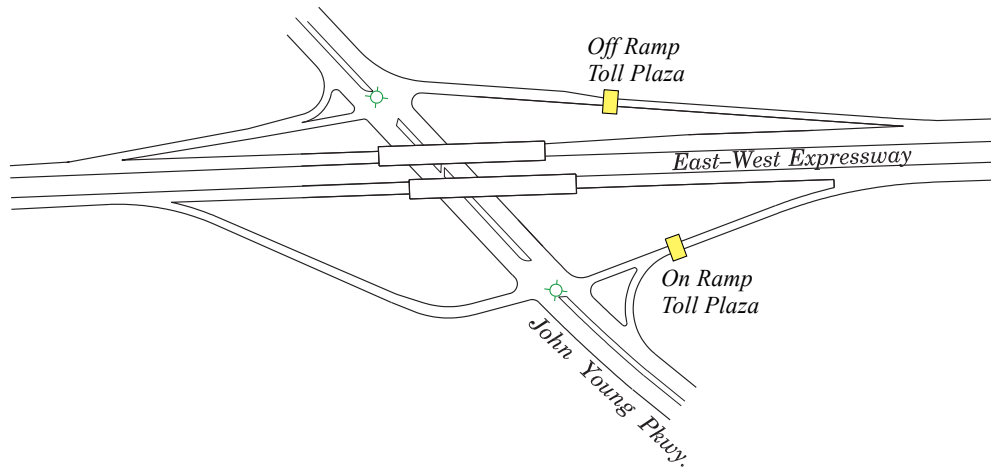 Off Ramp
Toll Plaza
East–West Expressway
On Ramp
Toll Plaza
John Young Pkwy.